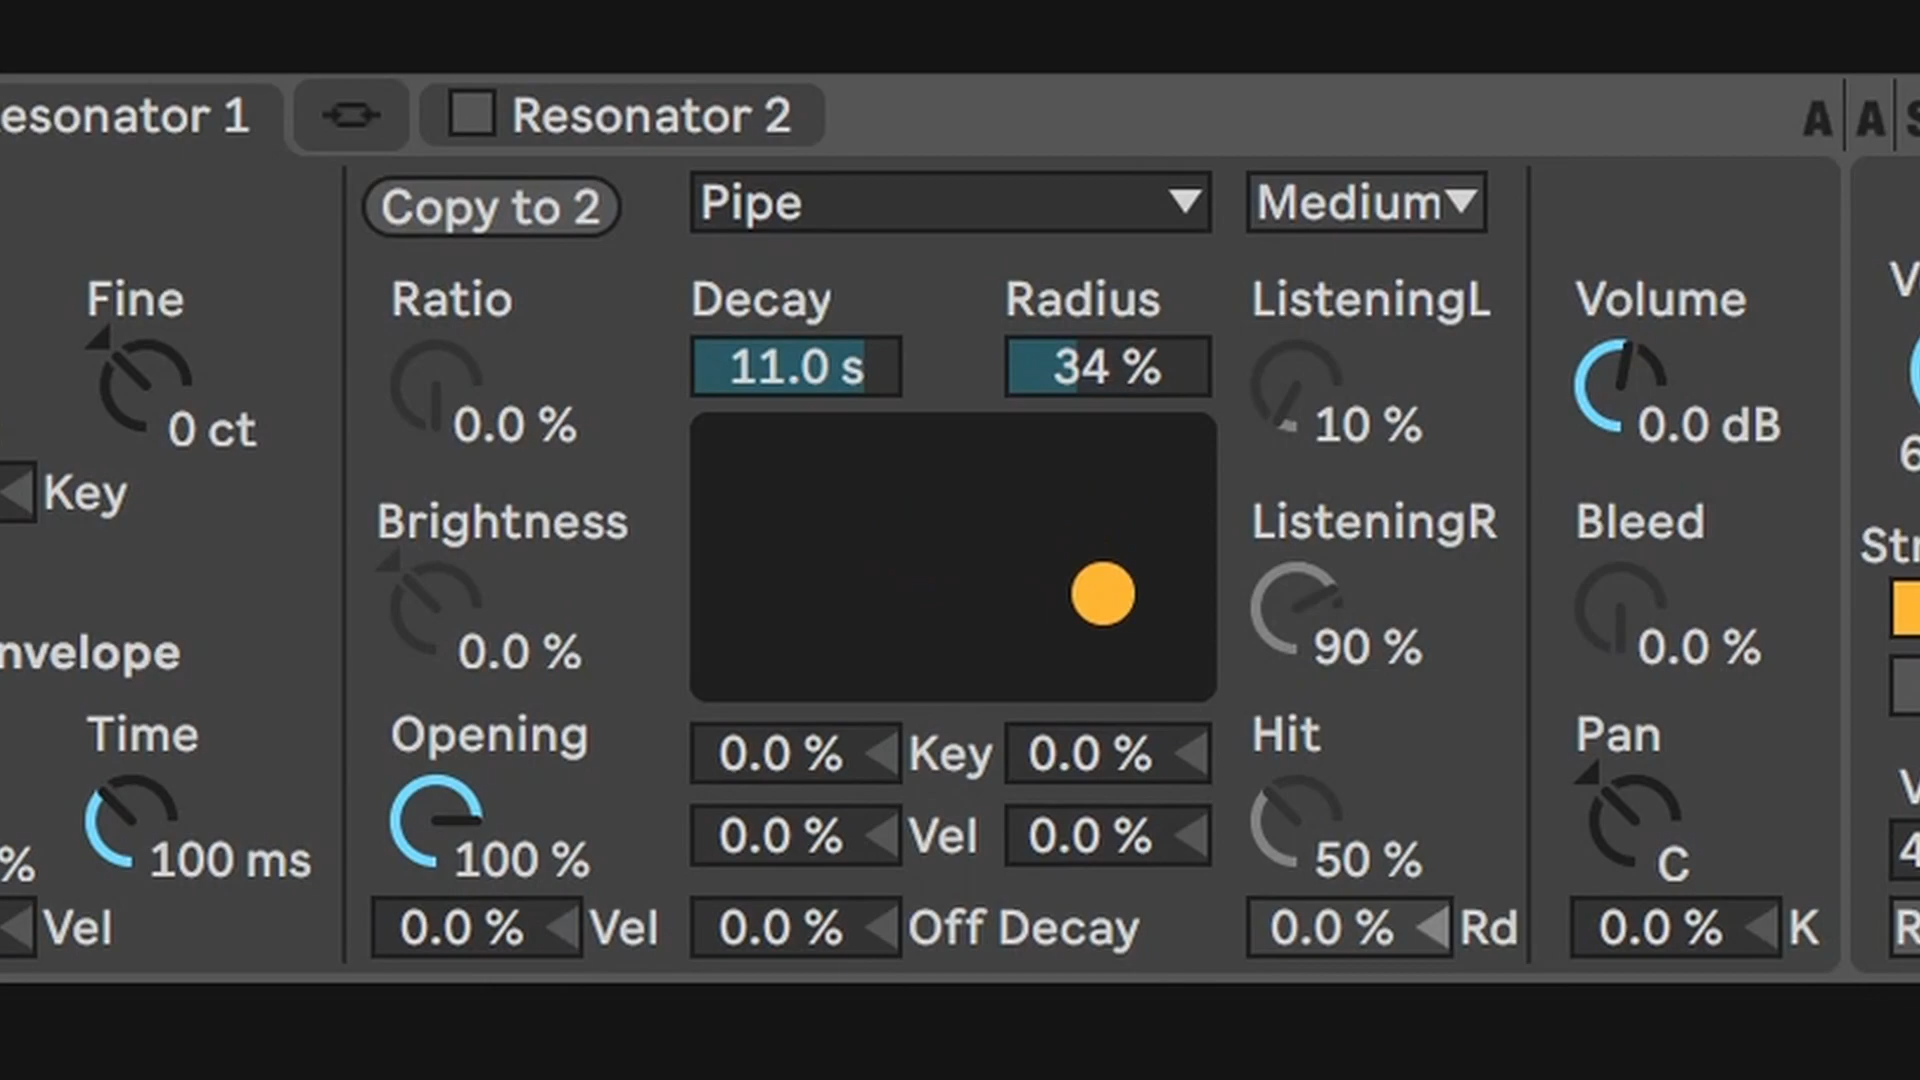 esonator 1 Resonator 2 A A
Copy to 2 Pipe Medium
Fine Ratio Decay Radius ListeningL Volume
0 ct 0.0 % 11.0 s 34 % 10 % 0.0 dB
Key Brightness ListeningR Bleed
nvelope 0.0 % 90 % 0.0 %
Time Opening 0.0 % Key 0.0 % Hit Pan
% 100 ms 100 % 0.0 % Vel 0.0 % 50 % C
Vel 0.0 % Vel 0.0 % Off Decay 0.0 % Rd 0.0 % K